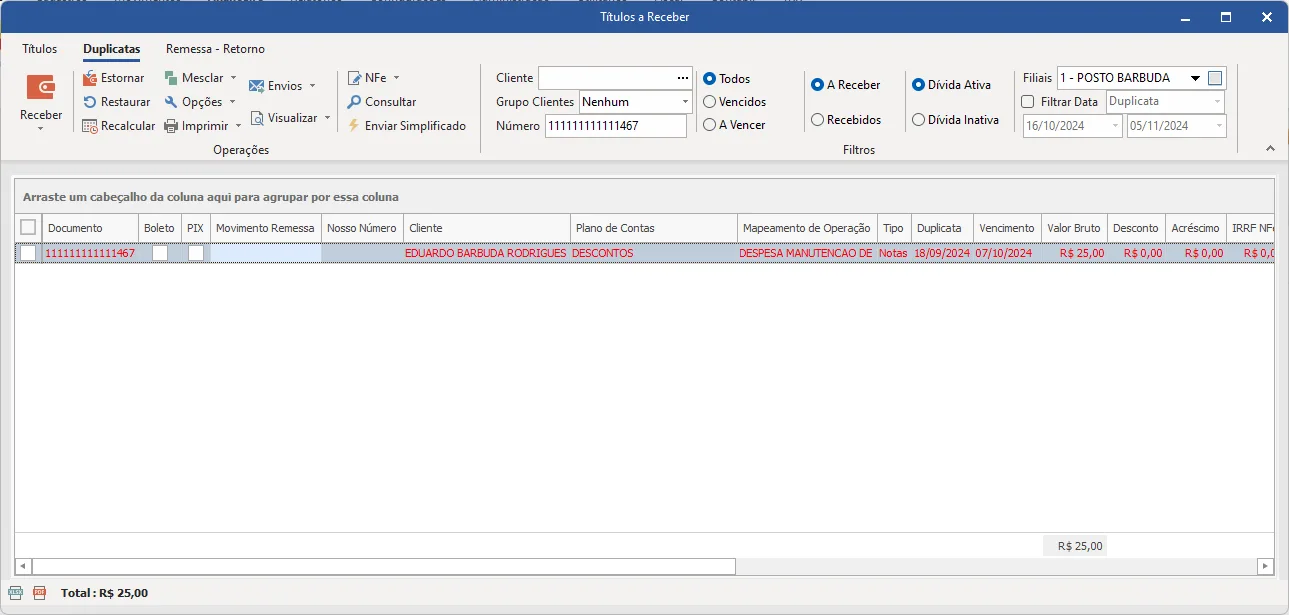 Títulos a Receber
Títulos Duplicatas Remessa - Retorno
Receber
Estornar Mesclar
Restaurar Opções
Recalcular Imprimir
Envios
Visualizar
Operações
NFe
Consultar
Enviar Simplificado
Cliente ...
Grupo Clientes Nenhum
Número 111111111111467
Todos
Vencidos
A Vencer
A Receber
Recebidos
Dívida Ativa
Dívida Inativa
Filiais 1 - POSTO BARBUDA
Filtrar Data Duplicata
16/10/2024 05/11/2024
Filtros
Arraste um cabeçalho da coluna aqui para agrupar por essa coluna
Documento Boleto PIX Movimento Remessa Nosso Número Cliente Plano de Contas Mapeamento de Operação Tipo Duplicata Vencimento Valor Bruto Desconto Acréscimo IRRF NFe
111111111111467 EDUARDO BARBUDA RODRIGUES DESCONTOS DESPESA MANUTENCAO DE Notas 18/09/2024 07/10/2024 R$ 25,00 R$ 0,00 R$ 0,00 R$ 0,0
R$ 25,00
Total : R$ 25,00